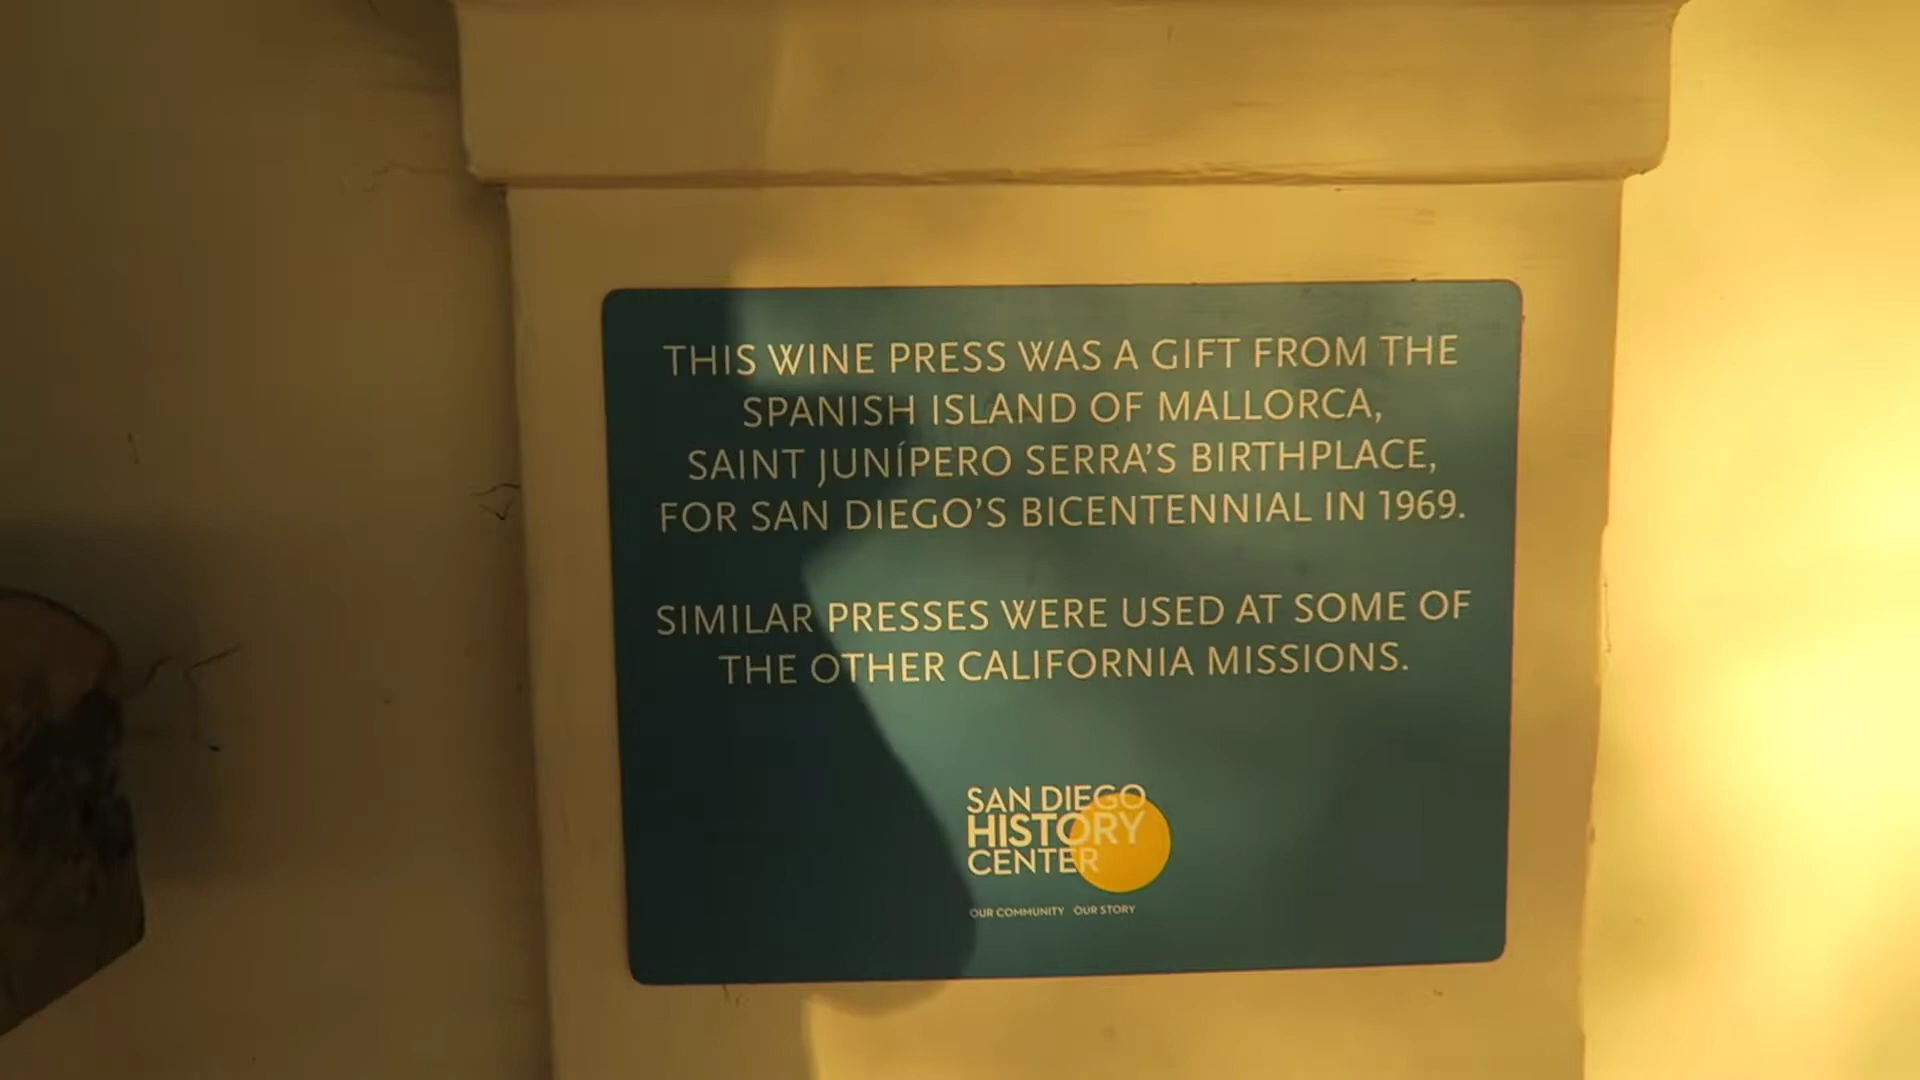 THIS WINE PRESS WAS A GIFT FROM THE
SPANISH ISLAND OF MALLORCA,
SAINT JUNÍPERO SERRA'S BIRTHPLACE,
FOR SAN DIEGO'S BICENTENNIAL IN 1969.
SIMILAR PRESSES WERE USED AT SOME OF
THE OTHER CALIFORNIA MISSIONS.
SAN DIEGO
HISTORY
CENTER
OUR COMMUNITY OUR STORY